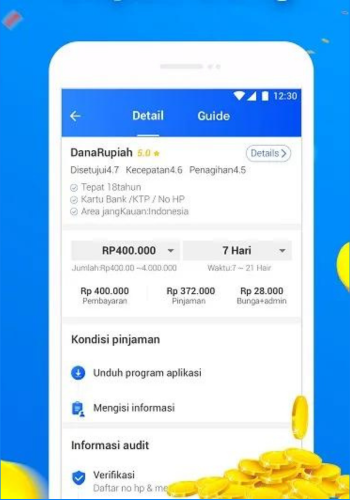 12:30
Detail Guide
DanaRupiah 5.0 Details
Disetujui4.7 Kecepatan4.6 Penagihan4.5
Tepat 18tahun
Kartu Bank /KTP / No HP
Area jangKauan:Indonesia
RP400.000 7 Hari
Jumlah:Rp400.00 ~4.000.000 Waktu:7 ~ 21 Hair
Rp 400.000 Rp 372.000 Rp 28.000
Pembayaran Pinjaman Bunga+admin
Kondisi pinjaman
Unduh program aplikasi
Mengisi informasi
Informasi audit
Verifikasi
Daftar no hp &